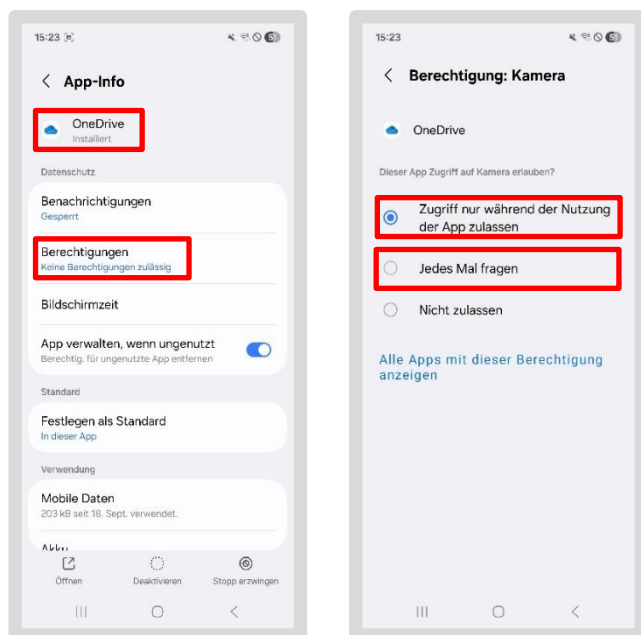 15:23
App-Info
OneDrive
Installiert
Datenschutz
Benachrichtigungen
Gesperrt
Berechtigungen
Keine Berechtigungen zulässig
Bildschirmzeit
App verwalten, wenn ungenutzt
Berechtig. für ungenutzte App entfernen
Standard
Festlegen als Standard
In dieser App
Verwendung
Mobile Daten
203 kB seit 18. Sept. verwendet.
Akku
Öffnen
Deaktivieren
Stopp erzwingen
15:23
Berechtigung: Kamera
OneDrive
Dieser App Zugriff auf Kamera erlauben?
Zugriff nur während der Nutzung
der App zulassen
Jedes Mal fragen
Nicht zulassen
Alle Apps mit dieser Berechtigung
anzeigen